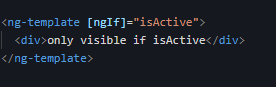 <ng-template [ngIf]="isActive">
<div>only visible if isActive</div>
</ng-template>